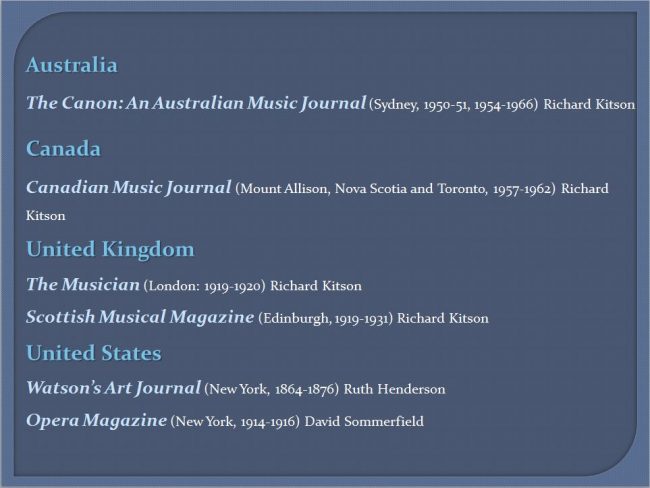 Australia
The Canon: An Australian Music Journal (Sydney, 1950-51, 1954-1966) Richard Kitson
Canada
Canadian Music Journal (Mount Allison, Nova Scotia and Toronto, 1957-1962) Richard
Kitson
United Kingdom
The Musician (London: 1919-1920) Richard Kitson
Scottish Musical Magazine (Edinburgh, 1919-1931) Richard Kitson
United States
Watson's Art Journal (New York, 1864-1876) Ruth Henderson
Opera Magazine (New York, 1914-1916) David Sommerfield